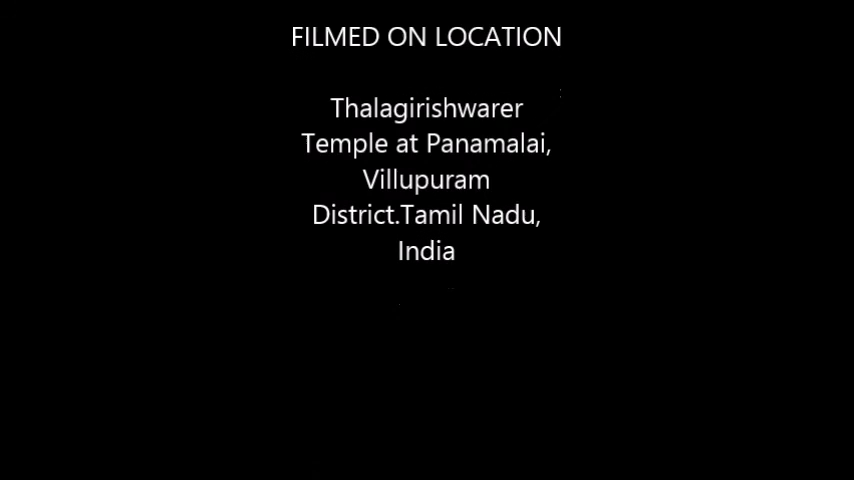 FILMED ON LOCATION
Thalagirishwarer
Temple at Panamalai,
Villupuram
District.Tamil Nadu,
India